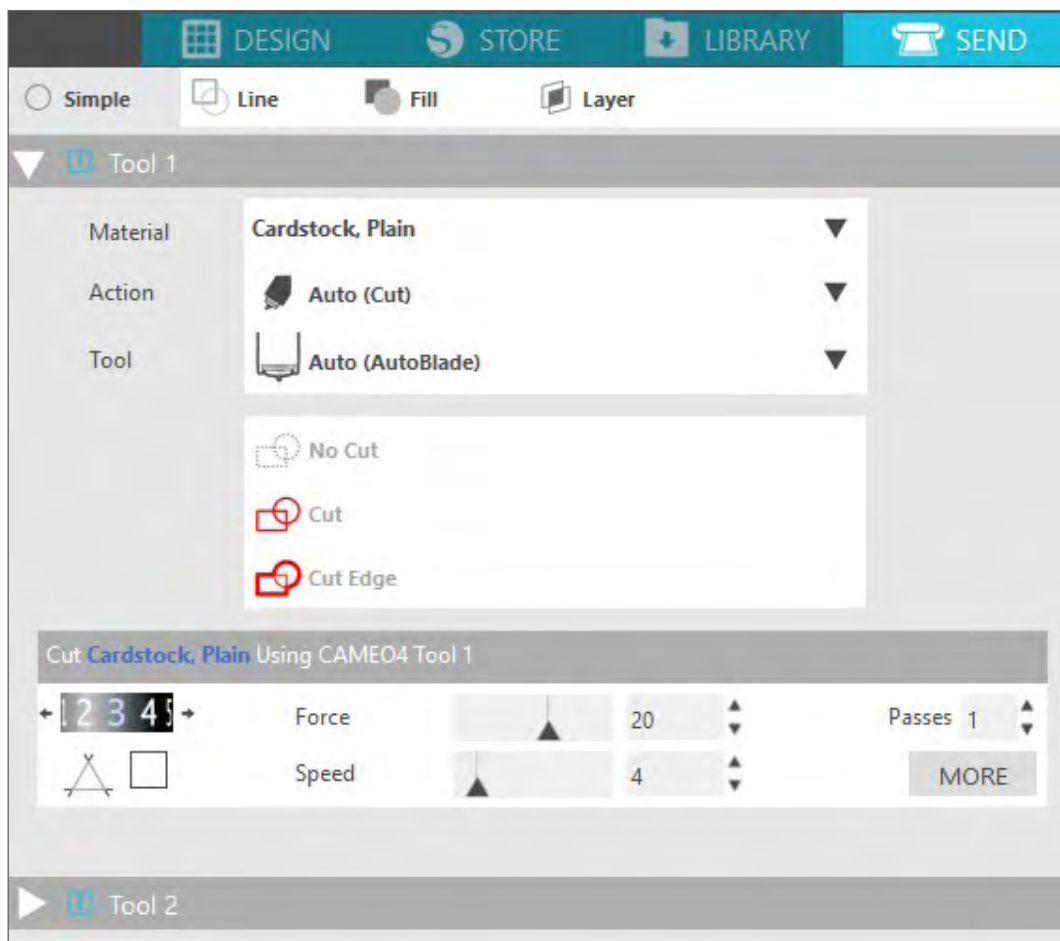 DESIGN STORE LIBRARY SEND
Simple Line Fill Layer
Tool 1
Material Cardstock, Plain
Action Auto (Cut)
Tool Auto (AutoBlade)
No Cut
Cut
Cut Edge
Cut Cardstock, Plain Using CAMEO4 Tool 1
1 2 3 4 5 Force 20 Passes 1
Speed 4 MORE
Tool 2